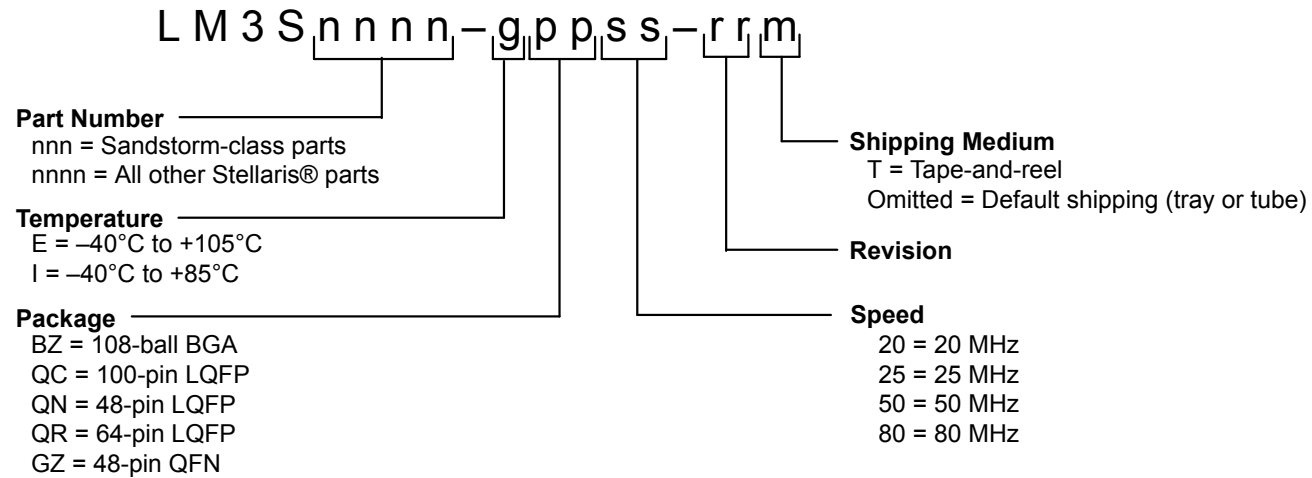 LM3Snnnn–gppss–rrm
Part Number
nnn = Sandstorm-class parts
nnnn = All other Stellaris® parts
Temperature
E = –40°C to +105°C
I = –40°C to +85°C
Package
BZ = 108-ball BGA
QC = 100-pin LQFP
QN = 48-pin LQFP
QR = 64-pin LQFP
GZ = 48-pin QFN
Shipping Medium
T = Tape-and-reel
Omitted = Default shipping (tray or tube)
Revision
Speed
20 = 20 MHz
25 = 25 MHz
50 = 50 MHz
80 = 80 MHz